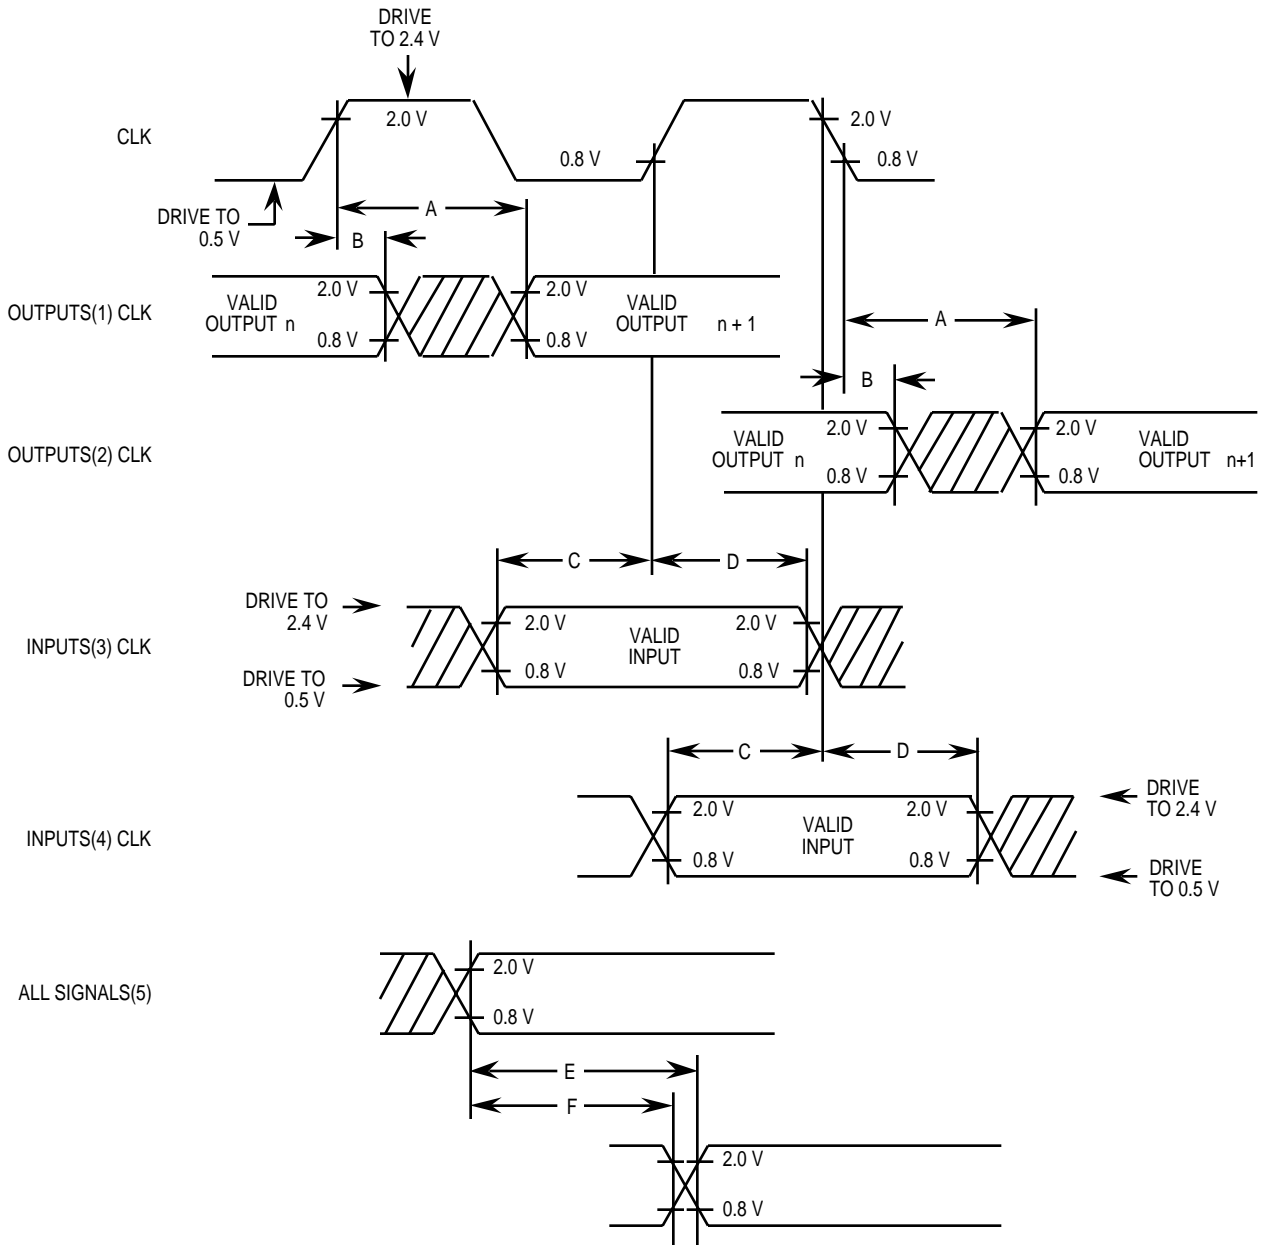 DRIVE
TO 2.4 V
CLK
2.0 V
0.8 V
2.0 V
0.8 V
DRIVE TO
0.5 V
A
B
OUTPUTS(1) CLK
VALID
OUTPUT n
2.0 V
0.8 V
2.0 V
0.8 V
VALID
OUTPUT n + 1
A
B
OUTPUTS(2) CLK
VALID
OUTPUT n
2.0 V
0.8 V
2.0 V
0.8 V
VALID
OUTPUT n+1
C
D
DRIVE TO
2.4 V
INPUTS(3) CLK
DRIVE TO
0.5 V
2.0 V
0.8 V
VALID
INPUT
2.0 V
0.8 V
C
D
INPUTS(4) CLK
2.0 V
0.8 V
VALID
INPUT
2.0 V
0.8 V
DRIVE
TO 2.4 V
DRIVE
TO 0.5 V
ALL SIGNALS(5)
2.0 V
0.8 V
E
F
2.0 V
0.8 V